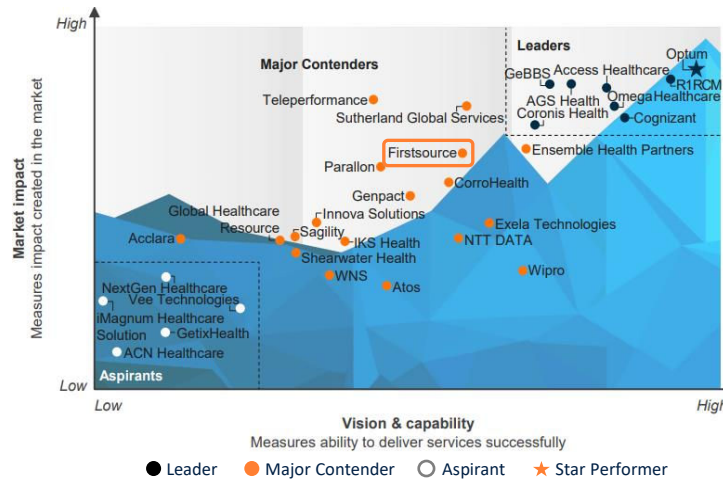 High
Leaders
Optum
Major Contenders
GeBBS
Access Healthcare
R1RCM
Teleperformance
AGS Health
OmegaHealthcare
Sutherland Global Services
Coronis Health
Cognizant
Firstsource
Ensemble Health Partners
Parallon
CorroHealth
Genpact
Global Healthcare
Resource
Innova Solutions
Exela Technologies
Acclara
Sagility
IKS Health
NTT DATA
Shearwater Health
WNS
Wipro
Atos
NextGen Healthcare
Vee Technologies
iMagnum Healthcare
Solution
GetixHealth
ACN Healthcare
Aspirants
Market impact
Measures impact created in the market
Low
Low
High
Vision & capability
Measures ability to deliver services successfully
Leader
Major Contender
Aspirant
Star Performer